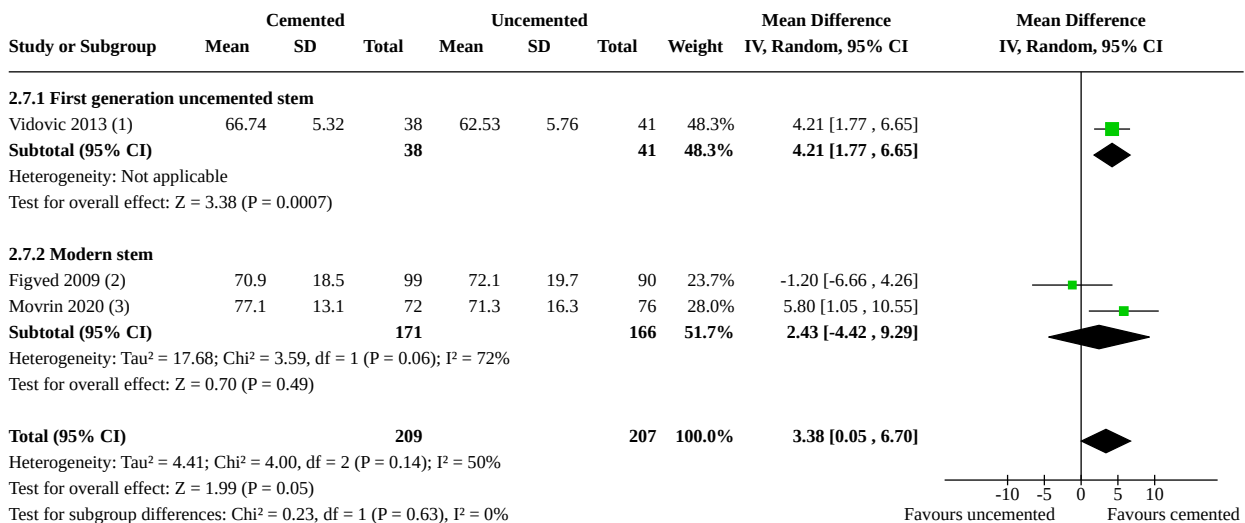 Cemented Uncemented Mean Difference Mean Difference
Study or Subgroup Mean SD Total Mean SD Total Weight IV, Random, 95% CI IV, Random, 95% CI
2.7.1 First generation uncemented stem
Vidovic 2013 (1) 66.74 5.32 38 62.53 5.76 41 48.3% 4.21 [1.77 , 6.65]
Subtotal (95% CI) 38 41 48.3% 4.21 [1.77 , 6.65]
Heterogeneity: Not applicable
Test for overall effect: Z = 3.38 (P = 0.0007)
2.7.2 Modern stem
Figved 2009 (2) 70.9 18.5 99 72.1 19.7 90 23.7% -1.20 [-6.66 , 4.26]
Movrin 2020 (3) 77.1 13.1 72 71.3 16.3 76 28.0% 5.80 [1.05 , 10.55]
Subtotal (95% CI) 171 166 51.7% 2.43 [-4.42 , 9.29]
Heterogeneity: Tau² = 17.68; Chi² = 3.59, df = 1 (P = 0.06); I² = 72%
Test for overall effect: Z = 0.70 (P = 0.49)
Total (95% CI) 209 207 100.0% 3.38 [0.05 , 6.70]
Heterogeneity: Tau² = 4.41; Chi² = 4.00, df = 2 (P = 0.14); I² = 50%
Test for overall effect: Z = 1.99 (P = 0.05)
-10 -5 0 5 10
Test for subgroup differences: Chi² = 0.23, df = 1 (P = 0.63), I² = 0% Favours uncemented Favours cemented